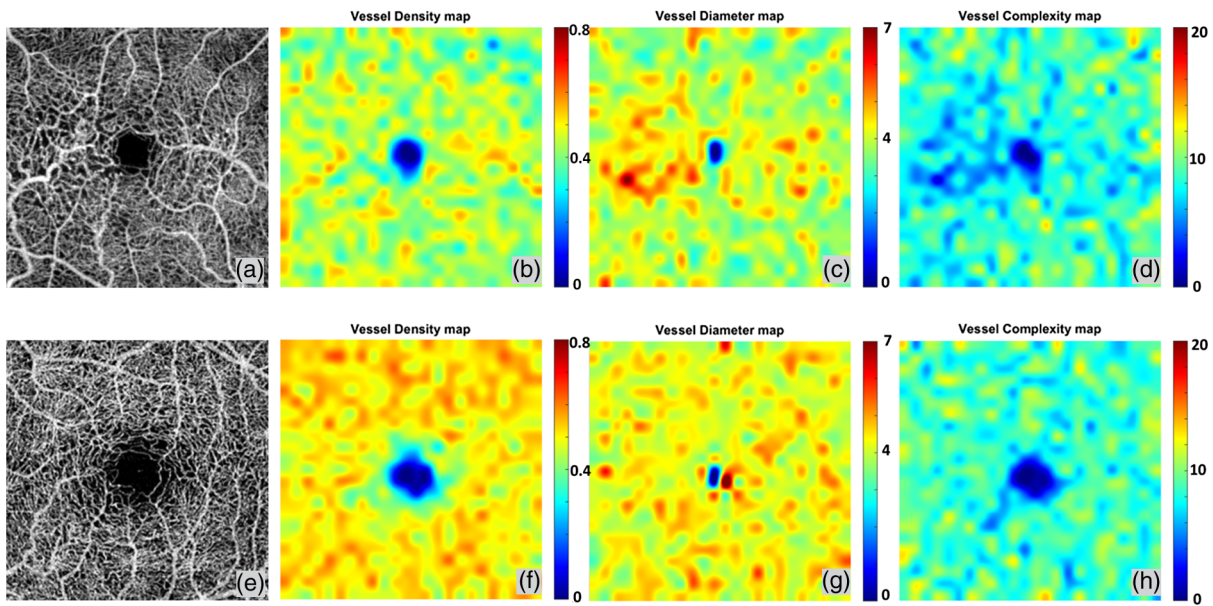 Vessel Density map
Vessel Diameter map
Vessel Complexity map
0.8
0.4
0
7
4
0
20
10
0
(a)
(b)
(c)
(d)
Vessel Density map
Vessel Diameter map
Vessel Complexity map
0.8
0.4
0
7
4
0
20
10
0
(e)
(f)
(g)
(h)